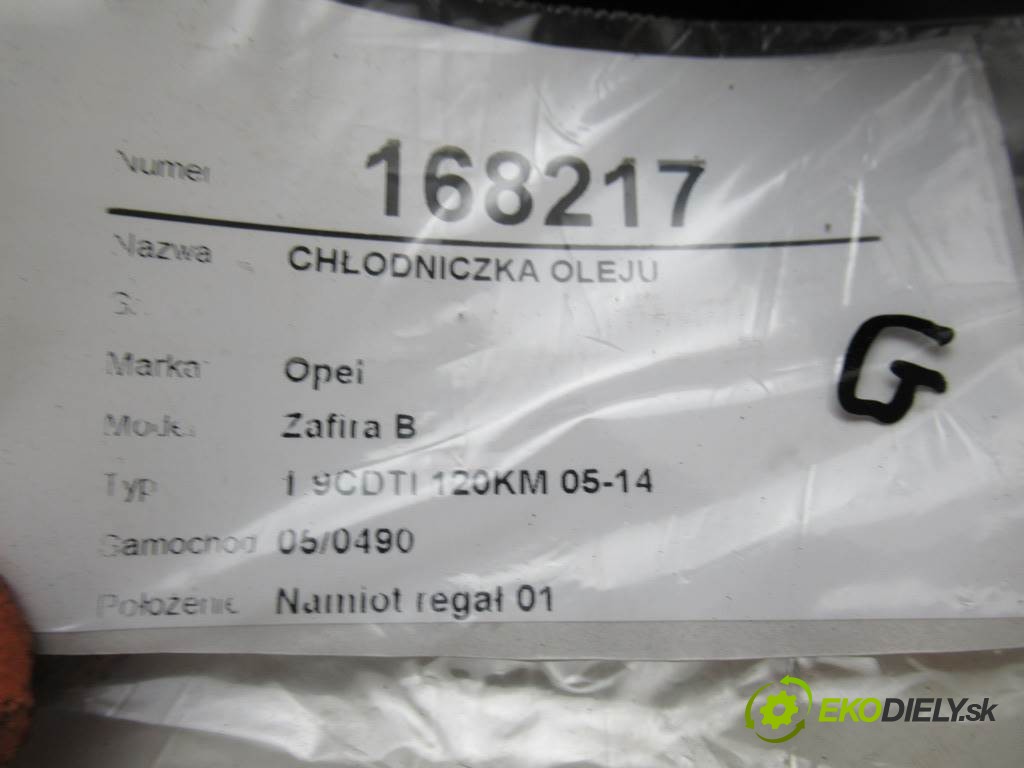 Numer 168217
Nazwa CHŁODNICZKA OLEJU
Marka Opel
Model Zafira B
Typ 1.9CDTI 120KM 05-14
Samochód 05/0490
Położenie Namiot regał 01
G
EKODIELY.sk